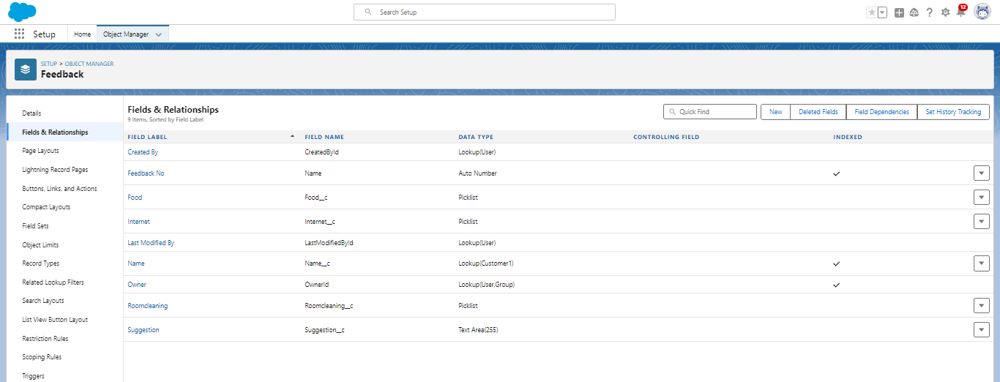 Search Setup
12
Setup
Home
Object Manager
SETUP > OBJECT MANAGER
Feedback
Details
Fields & Relationships
Page Layouts
Lightning Record Pages
Buttons, Links, and Actions
Compact Layouts
Field Sets
Object Limits
Record Types
Related Lookup Filters
Search Layouts
List View Button Layout
Restriction Rules
Scoping Rules
Triggers
Fields & Relationships
9 Items, Sorted by Field Label
Quick Find
New
Deleted Fields
Field Dependencies
Set History Tracking
FIELD LABEL FIELD NAME DATA TYPE CONTROLLING FIELD INDEXED
Created By CreatedById Lookup(User)
Feedback No Name Auto Number
Food Food__c Picklist
Internet Internet__c Picklist
Last Modified By LastModifiedById Lookup(User)
Name Name__c Lookup(Customer1)
Owner OwnerId Lookup(User,Group)
Roomcleaning Roomcleaning__c Picklist
Suggestion Suggestion__c Text Area(255)